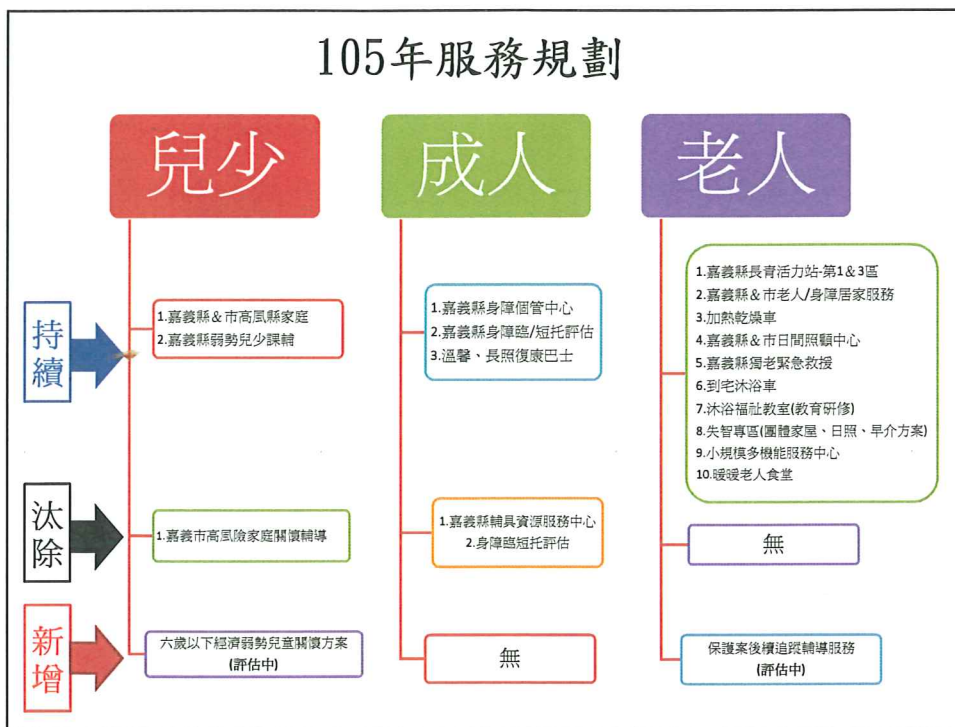 105年服務規劃
兒少
成人
老人
持續
1.嘉義縣&市高風縣家庭
2.嘉義縣弱勢兒少課輔
1.嘉義縣身障個管中心
2.嘉義縣身障臨/短托評估
3.溫馨、長照復康巴士
1.嘉義縣長青活力站-第1&3區
2.嘉義縣&市老人/身障居家服務
3.加熱乾燥車
4.嘉義縣&市日間照顧中心
5.嘉義縣獨老緊急救援
6.到宅沐浴車
7.沐浴福祉教室(教育研修)
8.失智專區(團體家屋、日照、早介方案)
9.小規模多機能服務中心
10.暖暖老人食堂
汰除
1.嘉義市高風險家庭關懷輔導
1.嘉義縣輔具資源服務中心
2.身障臨短托評估
無
新增
六歲以下經濟弱勢兒童關懷方案
(評估中)
無
保護案後續追蹤輔導服務
(評估中)